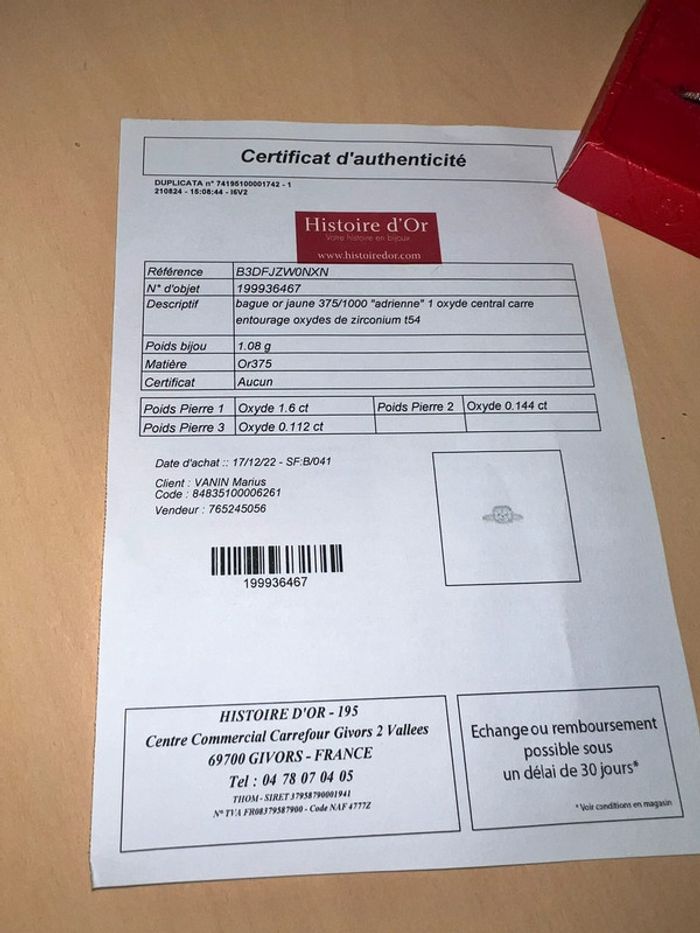 Certificat d'authenticité
DUPLICATA n° 74195100001742 - 1
210824 - 15:08:44 - I6V2
Histoire d'Or
Votre histoire en bijoux
www.histoiredor.com
Référence B3DFJZW0NXN
N° d'objet 199936467
Descriptif bague or jaune 375/1000 "adrienne" 1 oxyde central carre
entourage oxydes de zirconium t54
Poids bijou 1.08 g
Matière Or375
Certificat Aucun
Poids Pierre 1 Oxyde 1.6 ct Poids Pierre 2 Oxyde 0.144 ct
Poids Pierre 3 Oxyde 0.112 ct
Date d'achat :: 17/12/22 - SF:B/041
Client : VANIN Marius
Code : 84835100006261
Vendeur : 765245056
199936467
HISTOIRE D'OR - 195
Centre Commercial Carrefour Givors 2 Vallees
69700 GIVORS - FRANCE
Tel : 04 78 07 04 05
THOM - SIRET 37958790001941
N° TVA FR08379587900 - Code NAF 4777Z
Echange ou remboursement
possible sous
un délai de 30 jours*
* Voir conditions en magasin